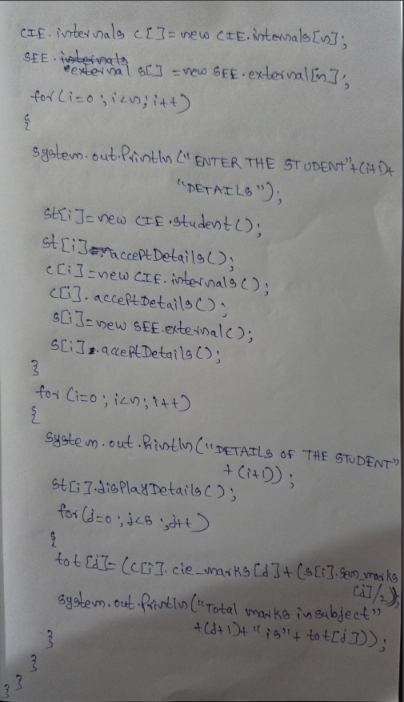 CIE.internals c[]=new CIE.internals[n];
SEE.internals
external s[]=new SEE.external[n];
for(i=0;i<n;i++)
{
system.out.Println("ENTER THE STUDENT"+(i+1)+
"DETAILS");
st[i]=new CIE.student();
st[i].acceptDetails();
c[i]=new CIE.internals();
c[i].acceptDetails();
s[i]=new SEE.external();
s[i].acceptDetails();
}
for(i=0;i<n;i++)
{
system.out.Println("DETAILS OF THE STUDENT"
+(i+1));
st[i].displayDetails();
for(j=0;j<5;j++)
{
tot[j]=(c[i].cie_marks[j]+(s[i].sem_marks
[j]/2));
system.out.Println("Total marks in subject"
+(j+1)+"is"+tot[j]);
}
}
}
}